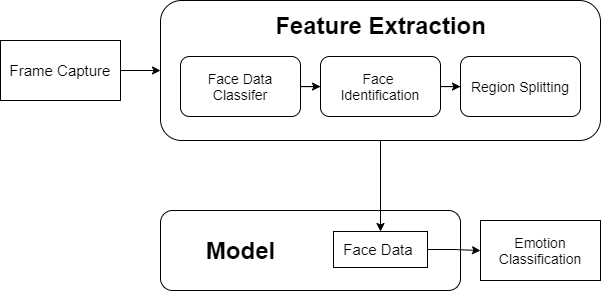 Feature Extraction
Frame Capture
Face Data
Classifer
Face
Identification
Region Splitting
Model
Face Data
Emotion
Classification